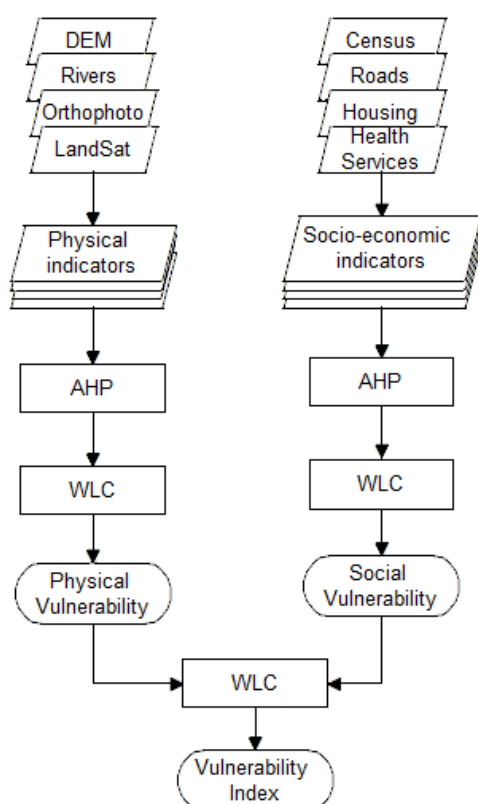 DEM
Rivers
Orthophoto
LandSat
Physical
indicators
AHP
WLC
Physical
Vulnerability
Census
Roads
Housing
Health
Services
Socio-economic
indicators
AHP
WLC
Social
Vulnerability
WLC
Vulnerability
Index